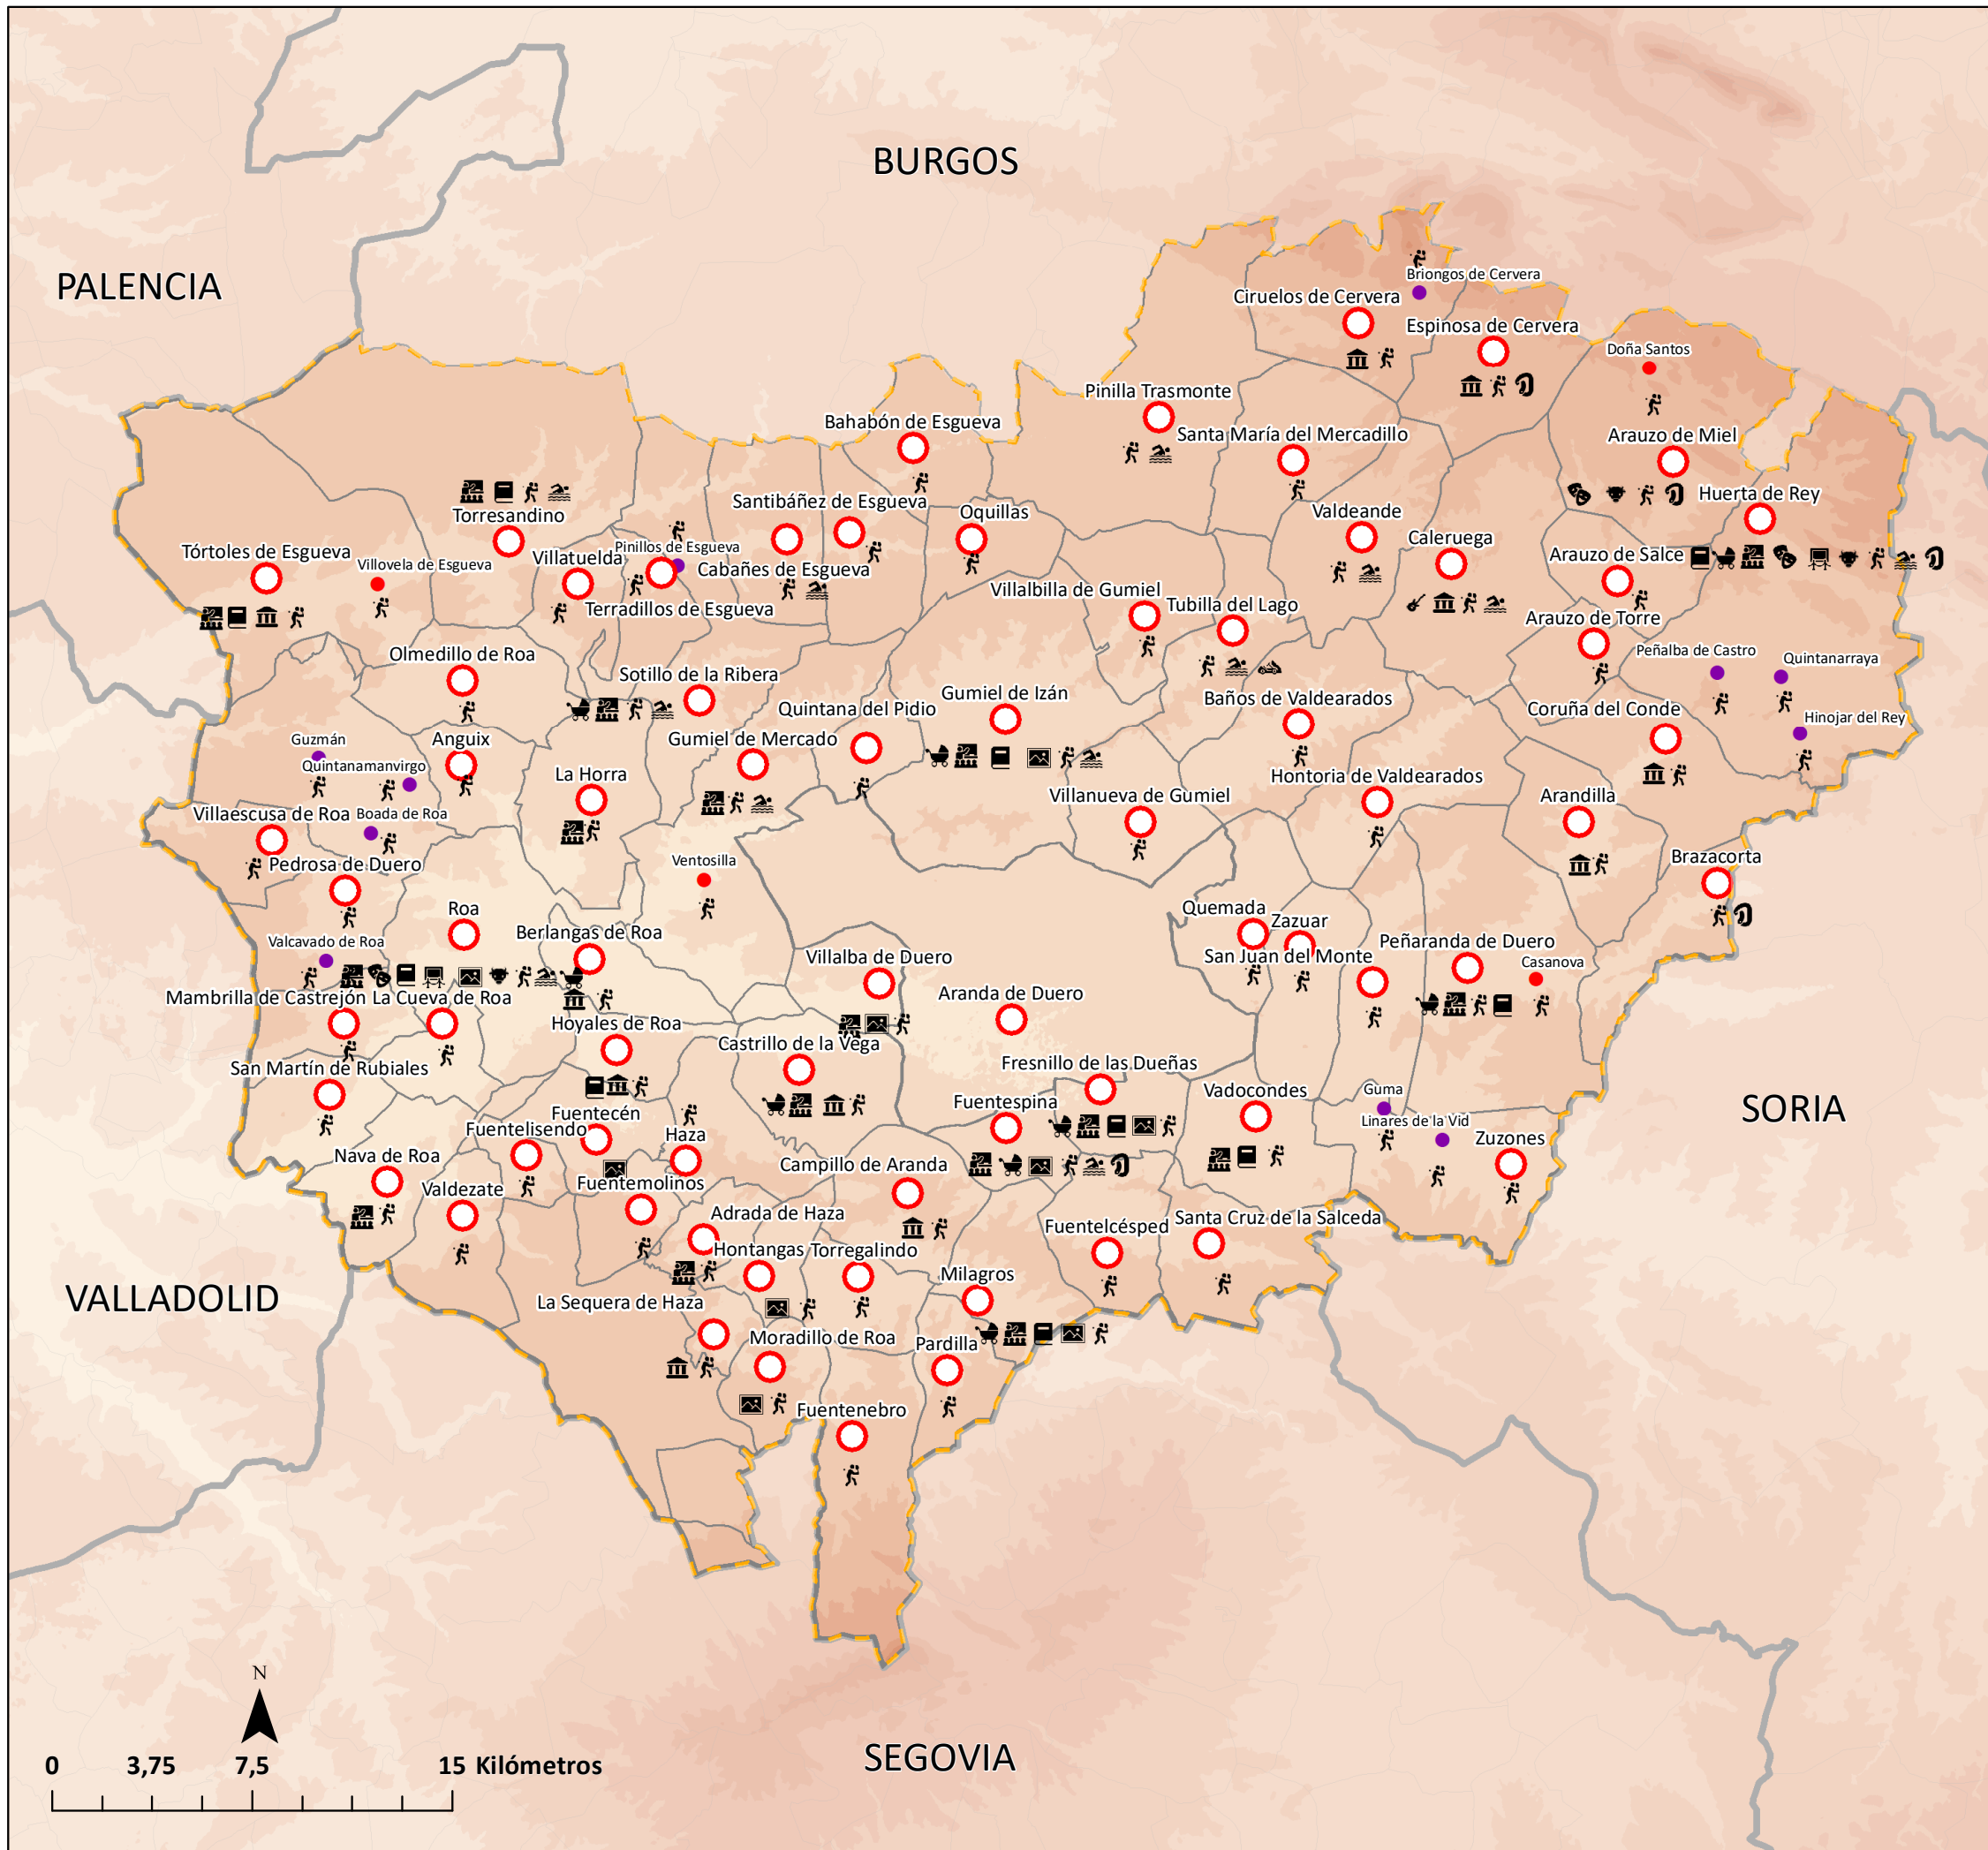 BURGOS
PALENCIA
Briongos de Cervera
Ciruelos de Cervera
Espinosa de Cervera
Doña Santos
Pinilla Trasmonte
Bahabón de Esgueva
Santa María del Mercadillo
Arauzo de Miel
Huerta de Rey
Santibáñez de Esgueva
Oquillas
Valdeande
Torresandino
Caleruega
Tórtoles de Esgueva
Villovela de Esgueva
Villatuelda
Pinillos de Esgueva
Cabañes de Esgueva
Arauzo de Salce
Terradillos de Esgueva
Villalbilla de Gumiel
Tubilla del Lago
Arauzo de Torre
Olmedillo de Roa
Peñalba de Castro
Quintanarraya
Sotillo de la Ribera
Gumiel de Izán
Baños de Valdearados
Quintana del Pidio
Coruña del Conde
Hinojar del Rey
Guzmán
Anguix
Gumiel de Mercado
Quintanamanvirgo
La Horra
Hontoria de Valdearados
Villanueva de Gumiel
Arandilla
Villaescusa de Roa
Boada de Roa
Pedrosa de Duero
Ventosilla
Brazacorta
Roa
Quemada
Zazuar
Berlangas de Roa
Valcavado de Roa
Villalba de Duero
San Juan del Monte
Peñaranda de Duero
Casanova
Mambrilla de Castrejón
La Cueva de Roa
Aranda de Duero
Hoyales de Roa
Castrillo de la Vega
San Martín de Rubiales
Fresnillo de las Dueñas
Vadocondes
Guma
SORIA
Fuentecén
Fuentespina
Linares de la Vid
Fuentelisendo
Haza
Zuzones
Nava de Roa
Campillo de Aranda
Valdezate
Fuentemolinos
Adrada de Haza
Fuentelcésped
Santa Cruz de la Salceda
Hontangas
Torregalindo
Milagros
VALLADOLID
La Sequera de Haza
Moradillo de Roa
Pardilla
Fuentenebro
N
SEGOVIA
0 3,75 7,5 15 Kilómetros